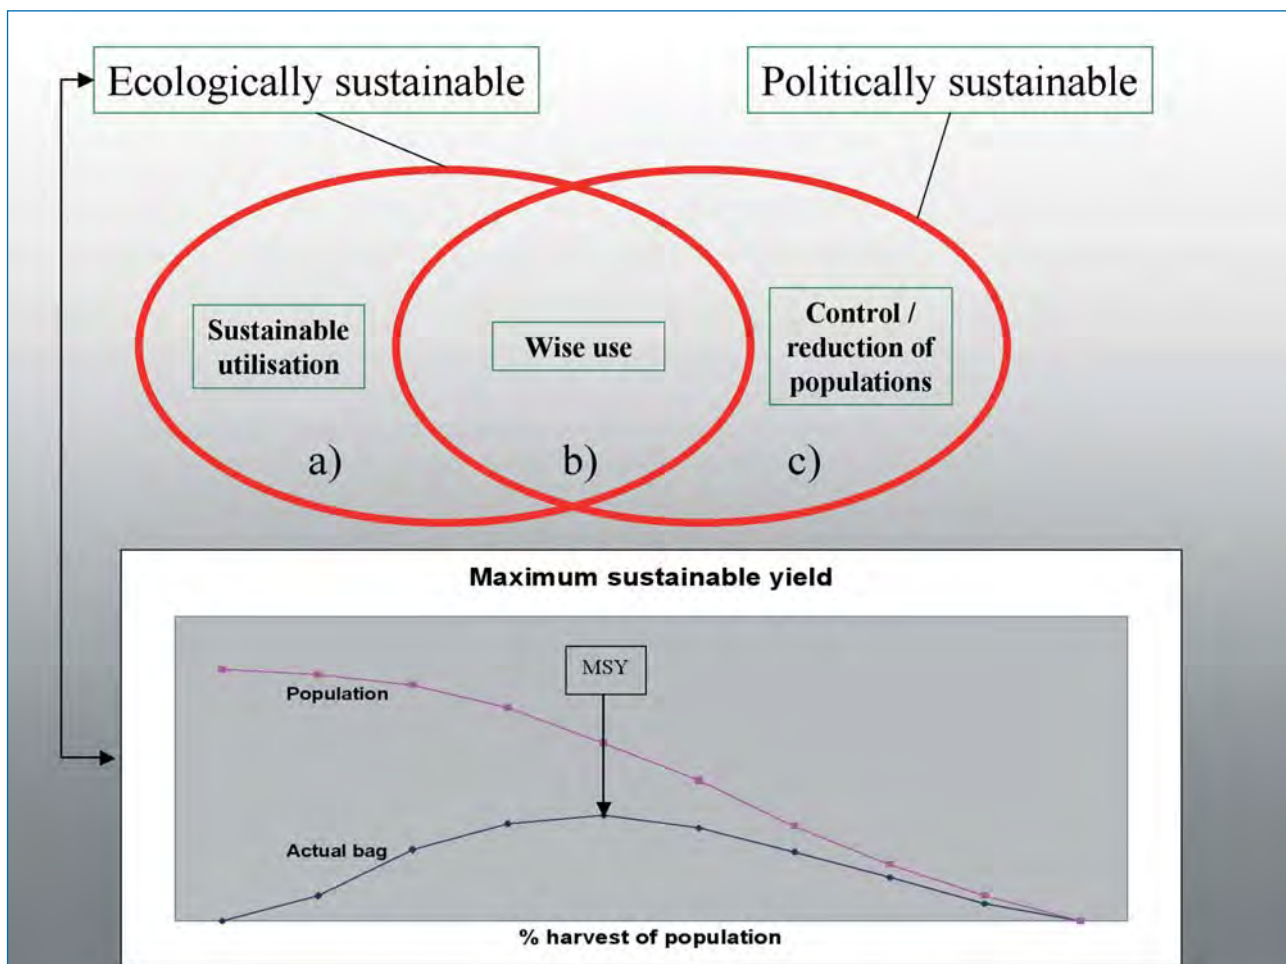 Ecologically sustainable
Politically sustainable
Sustainable
utilisation
Wise use
Control /
reduction of
populations
a)
b)
c)
Maximum sustainable yield
MSY
Population
Actual bag
% harvest of population